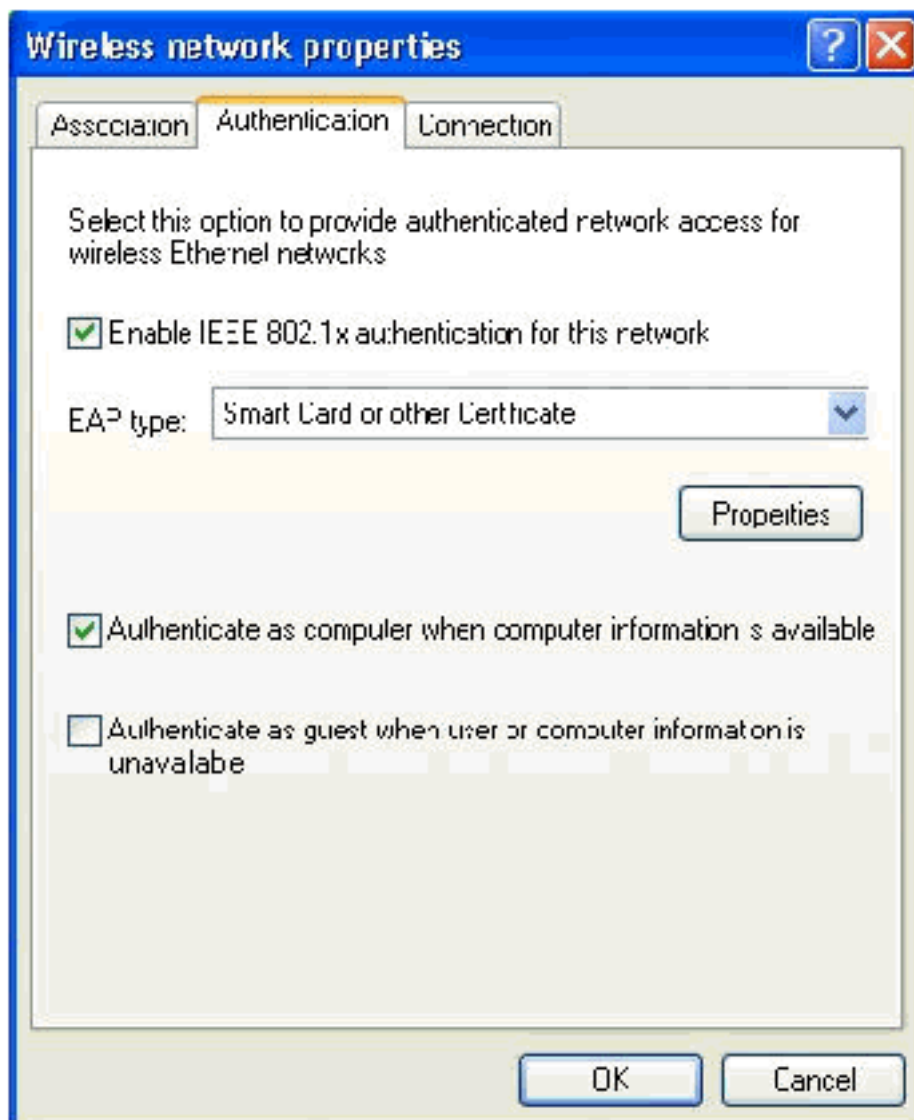 Wireless network properties
Association Authentication Connection
Select this option to provide authenticated network access for
wireless Ethernet networks
Enable IEEE 802.1x authentication for this network
EAP type: Smart Card or other Certificate
Properties
Authenticate as computer when computer information is available
Authenticate as guest when user or computer information is
unavailable
OK Cancel